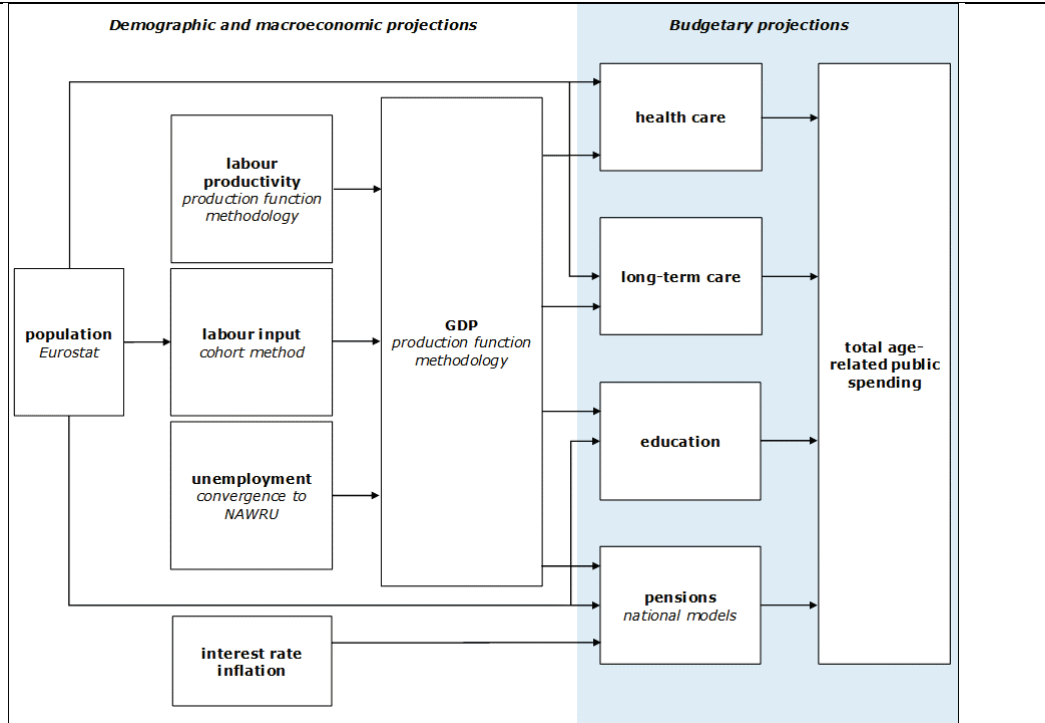 Demographic and macroeconomic projections
Budgetary projections
health care
labour
productivity
production function
methodology
long-term care
population
Eurostat
labour input
cohort method
GDP
production function
methodology
total age-
related public
spending
education
unemployment
convergence to
NAWRU
pensions
national models
interest rate
inflation